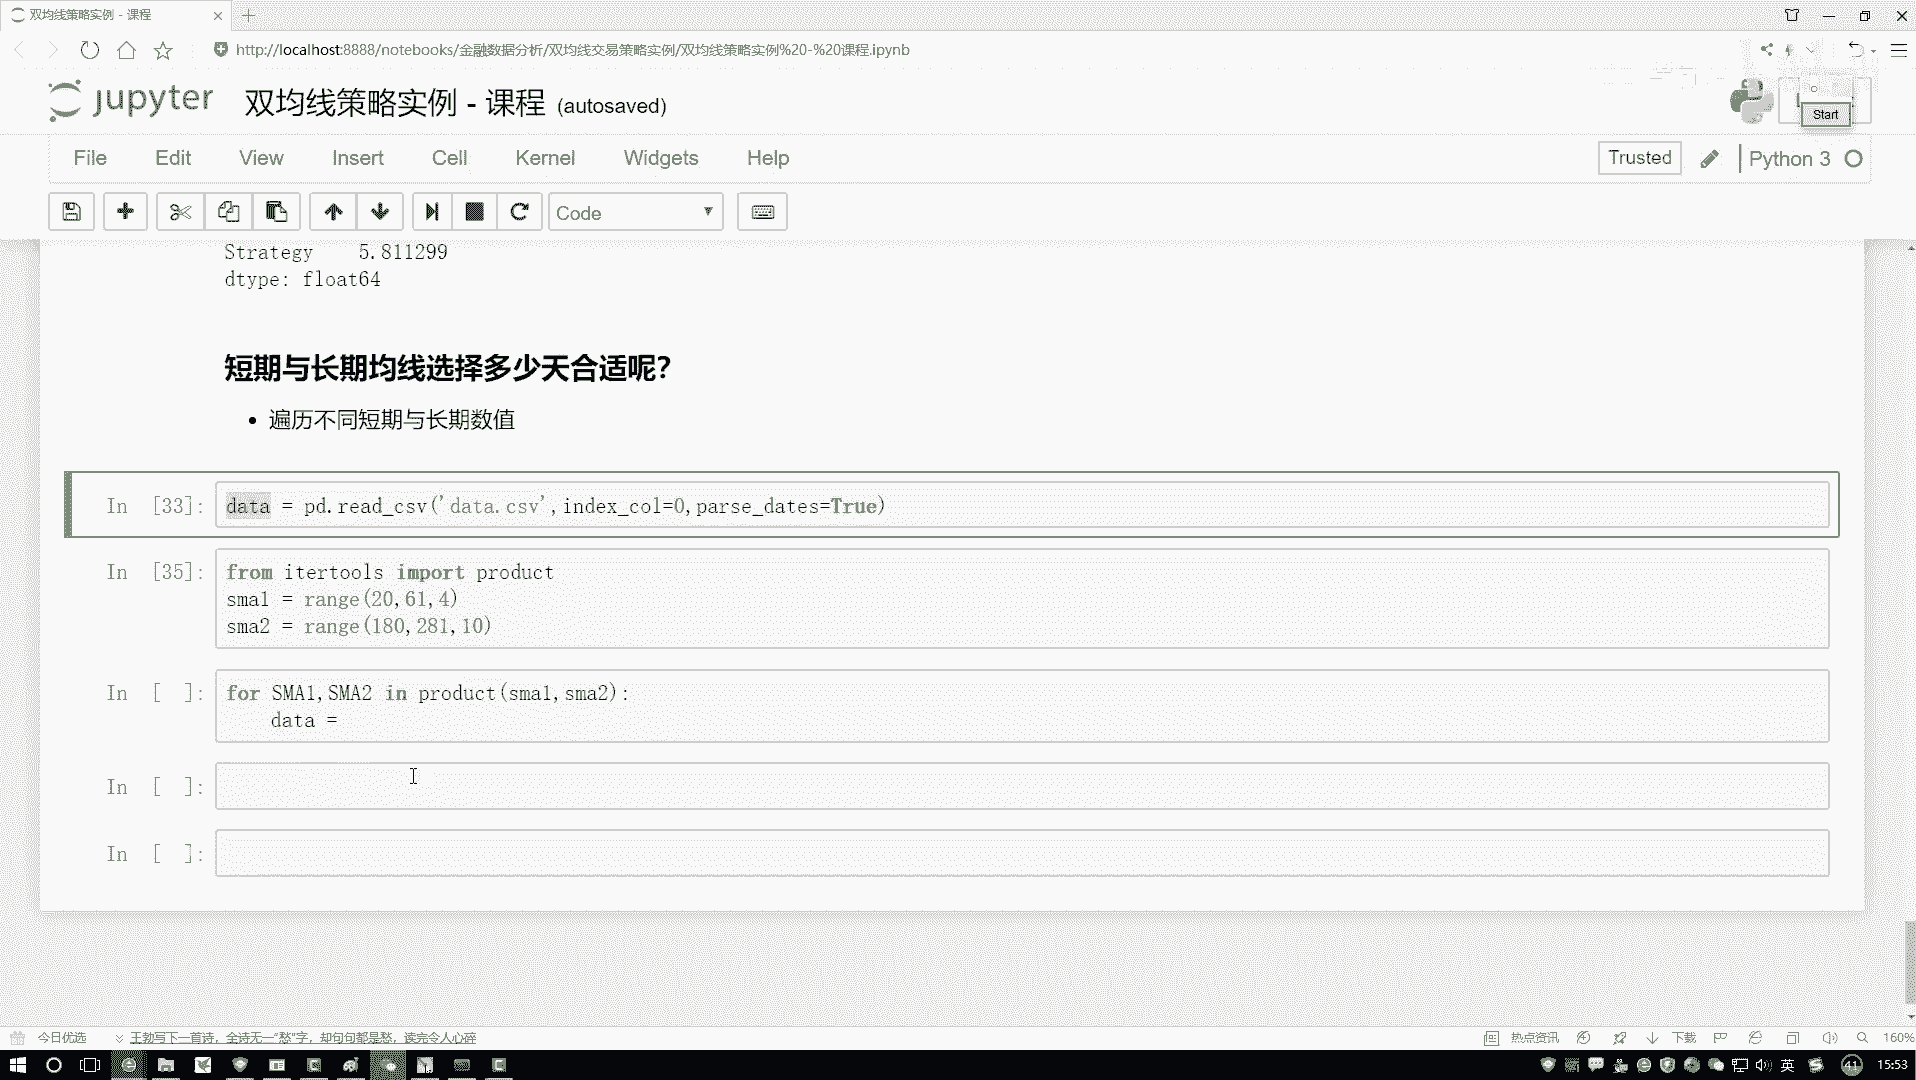 双均线策略实例 - 课程
http://localhost:8888/notebooks/金融数据分析/双均线交易策略实例/双均线策略实例%20-%20课程.ipynb
jupyter 双均线策略实例 - 课程 (autosaved)
Start
File Edit View Insert Cell Kernel Widgets Help
Trusted Python 3
Code
Strategy 5.811299
dtype: float64
短期与长期均线选择多少天合适呢?
• 遍历不同短期与长期数值
In [33]: data = pd.read_csv('data.csv',index_col=0,parse_dates=True)
In [35]: from itertools import product
sma1 = range(20,61,4)
sma2 = range(180,281,10)
In [ ]: for SMA1,SMA2 in product(sma1,sma2):
data =
In [ ]:
In [ ]:
今日优选 王勃写下一首诗，全诗无一“愁”字，却句句都是愁，读完令人心碎
热点资讯 下载 160%
英 41 15:53